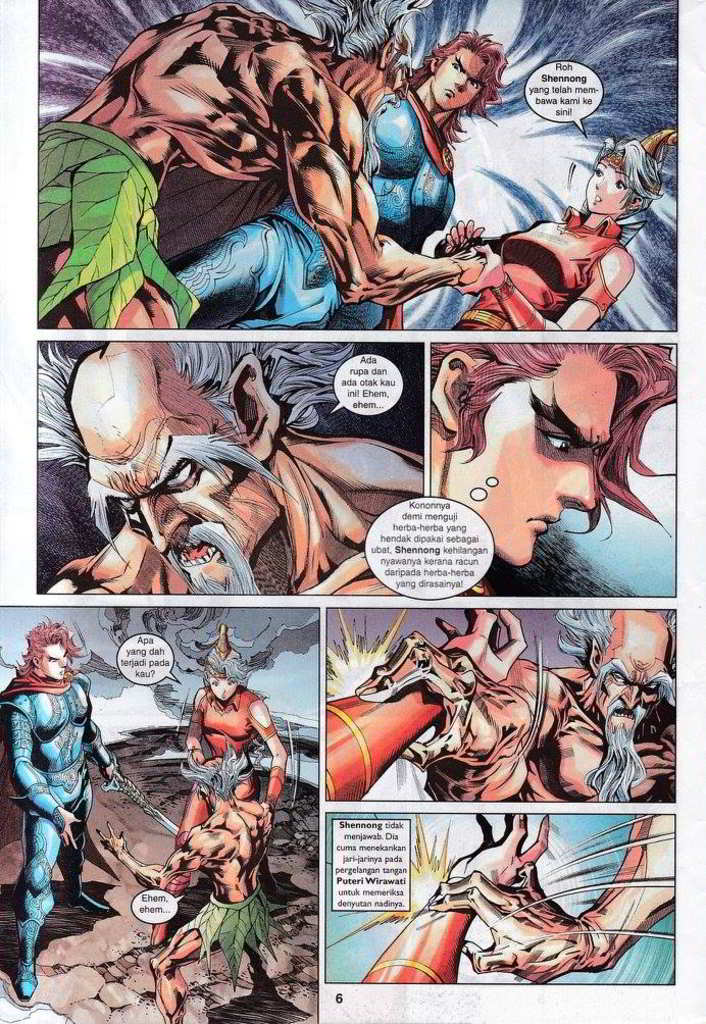 Roh
Shennong
yang telah mem-
bawa kami ke
sini!
Ada
rupa dan
ada otak kau
ini! Ehem,
ehem...
Kononnya
demi menguji
herba-herba yang
hendak dipakai sebagai
ubat, Shennong kehilangan
nyawanya kerana racun
daripada herba-herba
yang dirasainya!
Apa
yang dah
terjadi pada
kau?
Ehem,
ehem...
Shennong tidak
menjawab. Dia
cuma menekankan
jari-jarinya pada
pergelangan tangan
Puteri Wirawati
untuk memeriksa
denyutan nadinya.
6